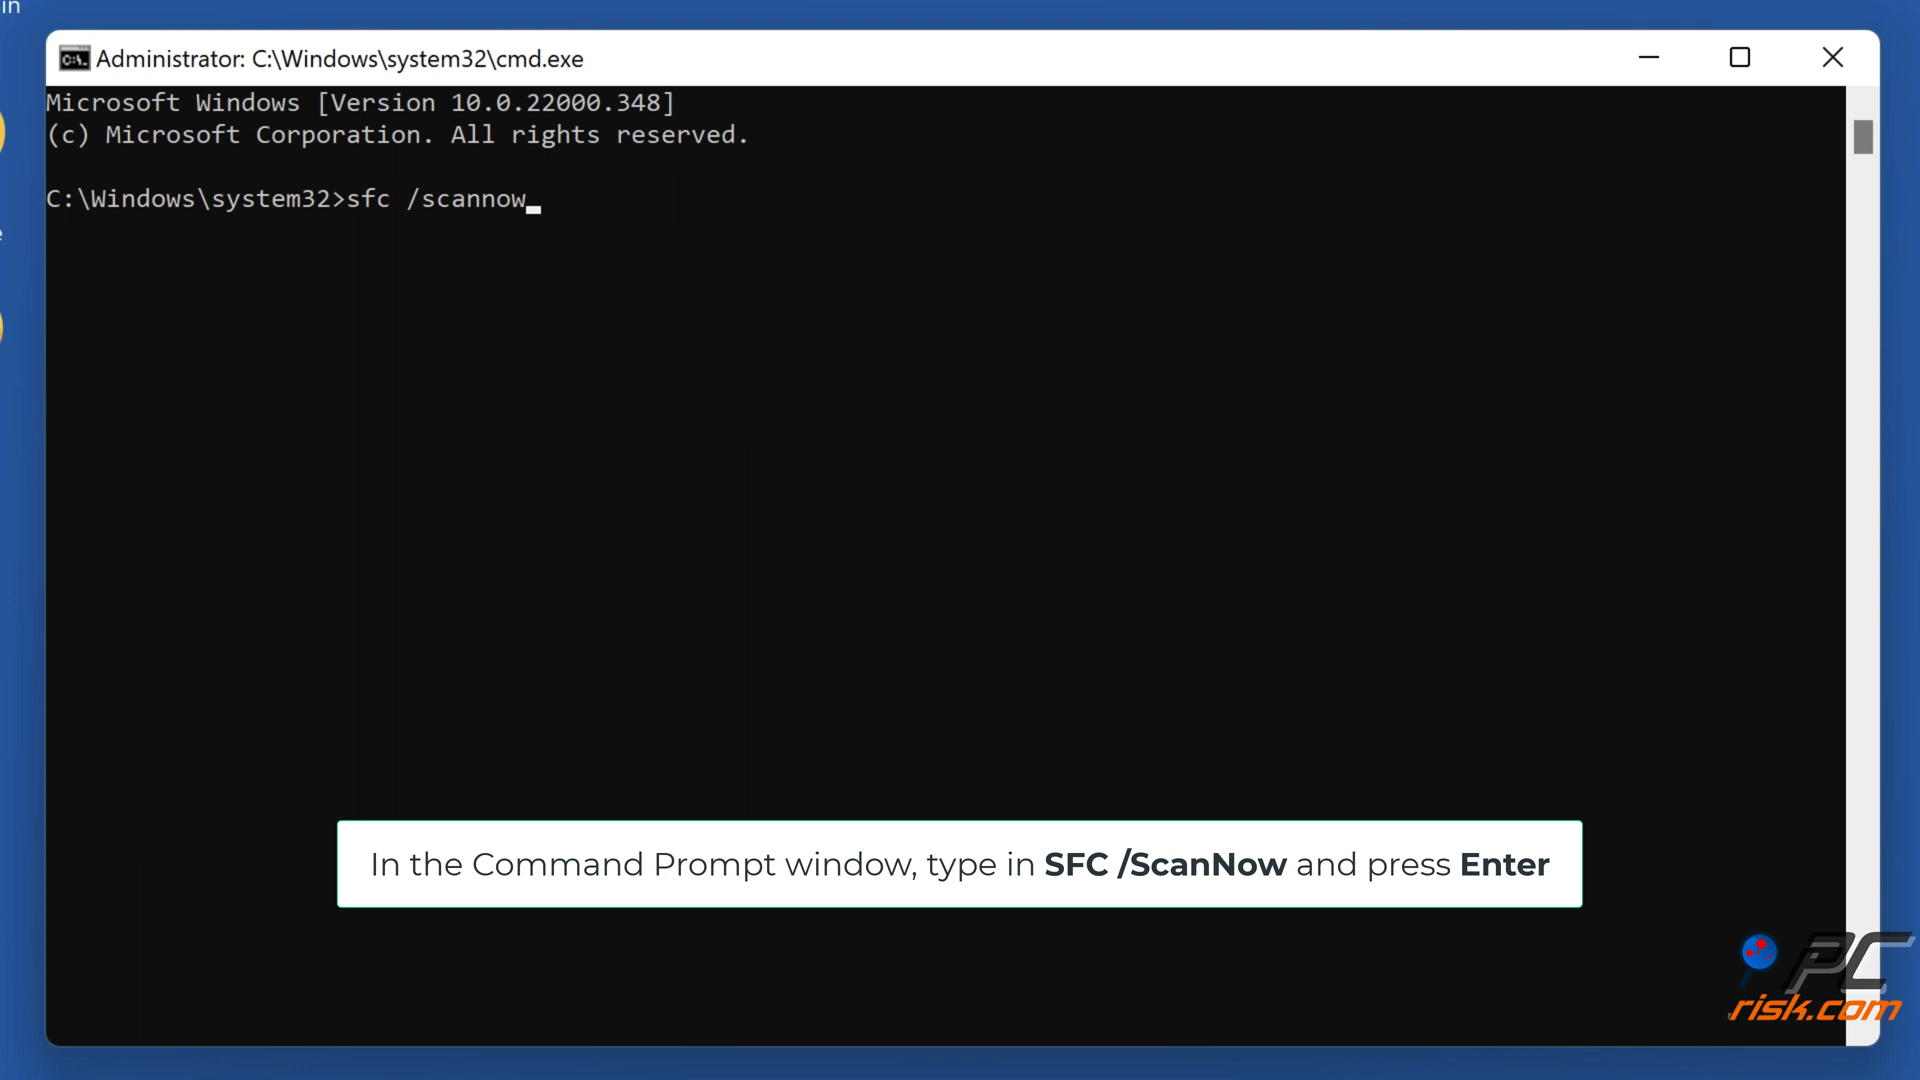 in
Administrator: C:\Windows\system32\cmd.exe
Microsoft Windows [Version 10.0.22000.348]
(c) Microsoft Corporation. All rights reserved.
C:\Windows\system32>sfc /scannow
e
In the Command Prompt window, type in SFC /ScanNow and press Enter
PC
risk.com